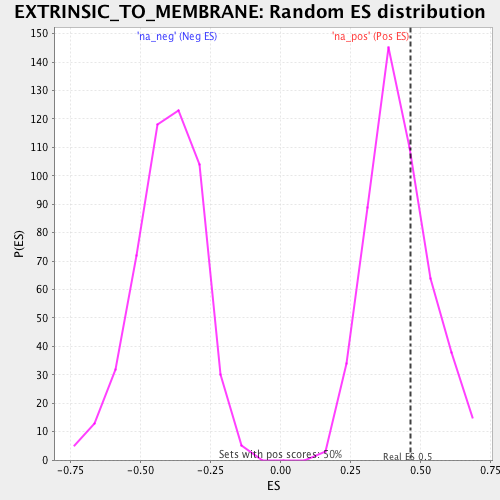 EXTRINSIC_TO_MEMBRANE: Random ES distribution
'na_neg' (Neg ES) 'na_pos' (Pos ES)
150
140
130
120
110
100
90
80
70
60
50
40
30
20
10
0
P(ES)
Sets with pos scores: 50%
Real ES 0.5
-0.75 -0.50 -0.25 0.00 0.25 0.50 0.75
ES